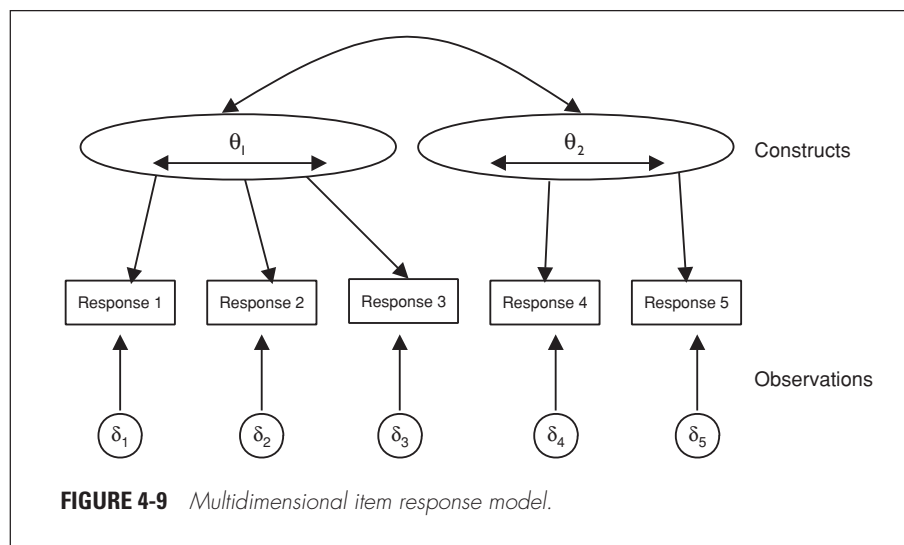 θ₁ θ₂ Constructs
Response 1 Response 2 Response 3 Response 4 Response 5
Observations
δ₁ δ₂ δ₃ δ₄ δ₅
FIGURE 4-9 Multidimensional item response model.